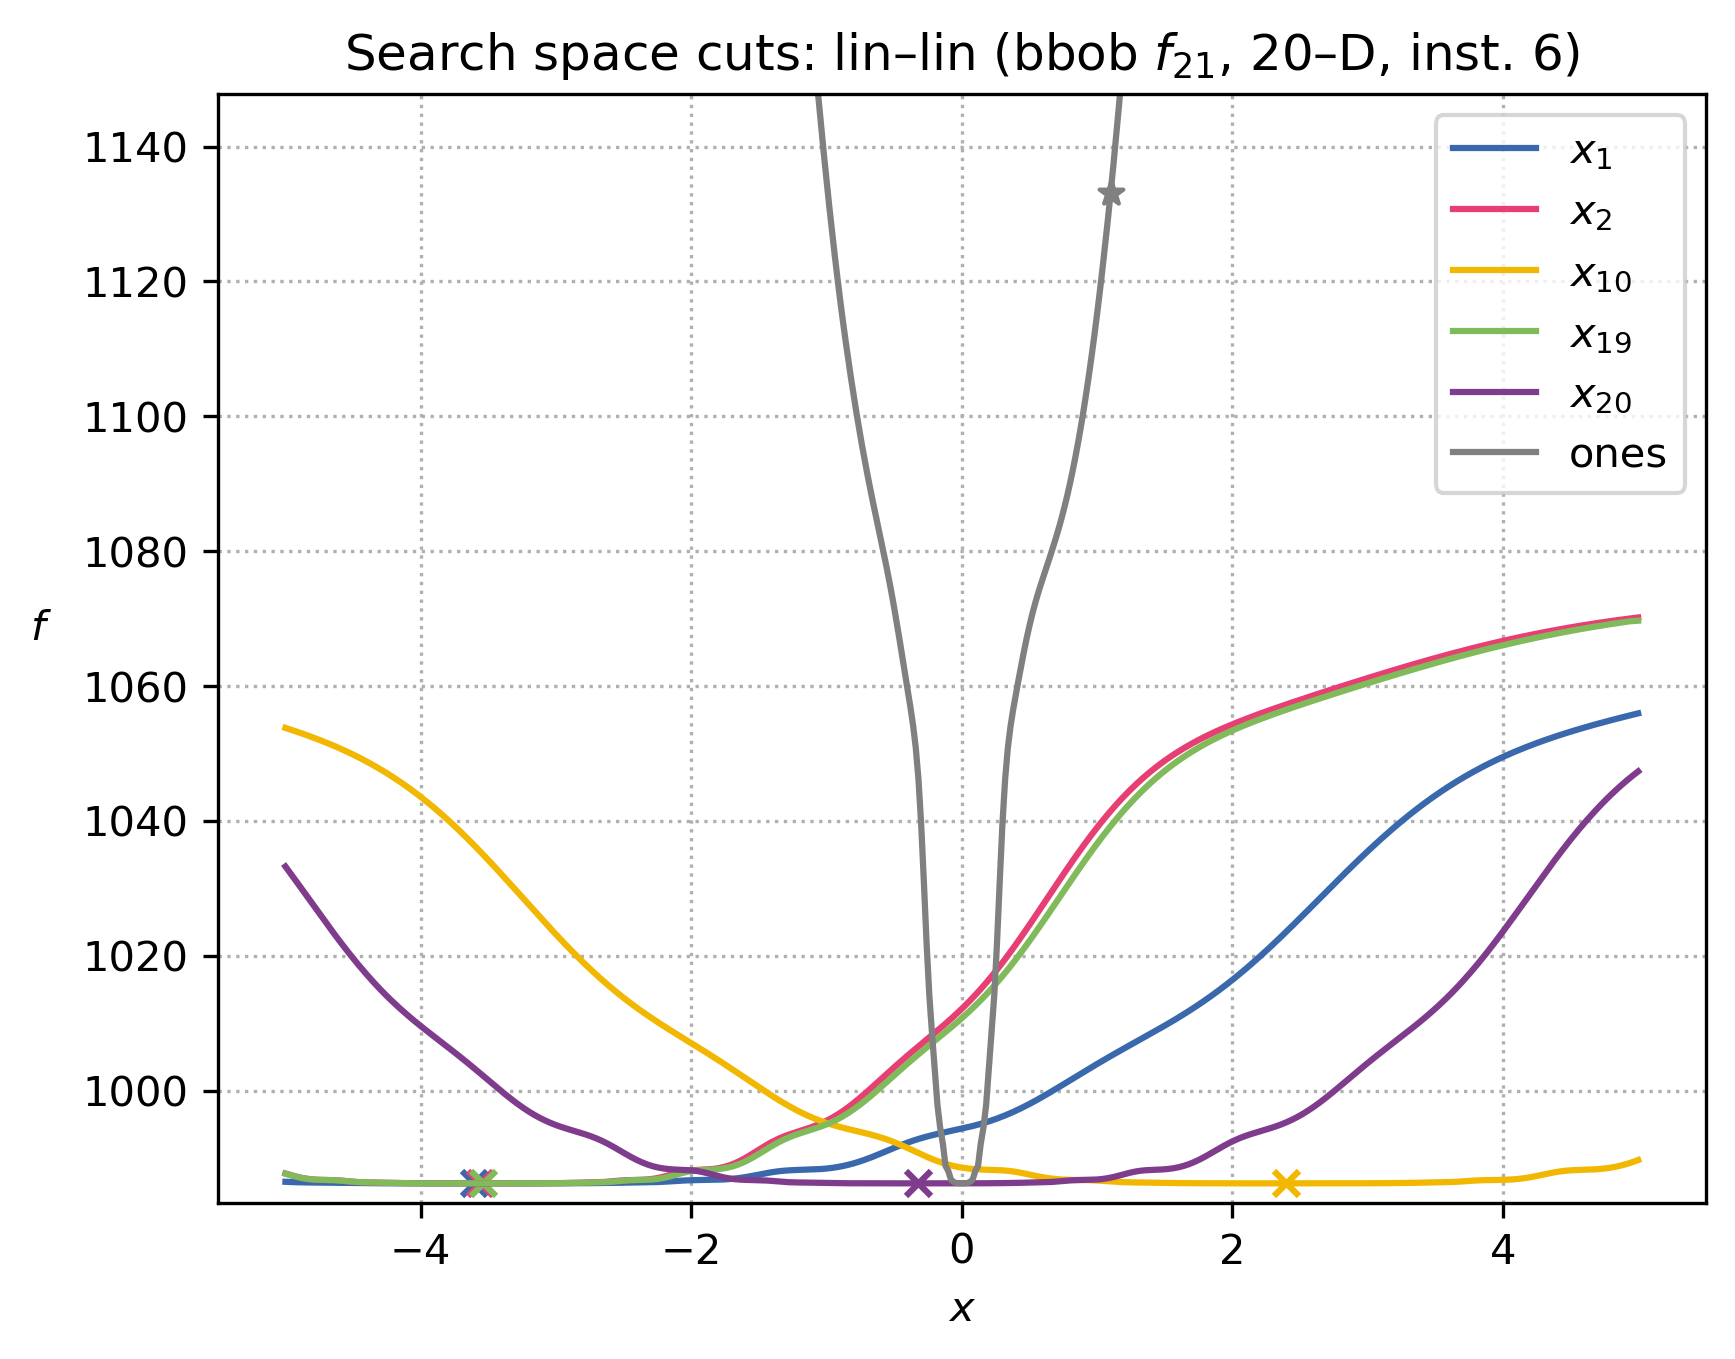 Search space cuts: lin–lin (bbob f21, 20–D, inst. 6)
1140
1120
1100
1080
1060
1040
1020
1000
f
x1
x2
x10
x19
x20
ones
−4
−2
0
2
4
x